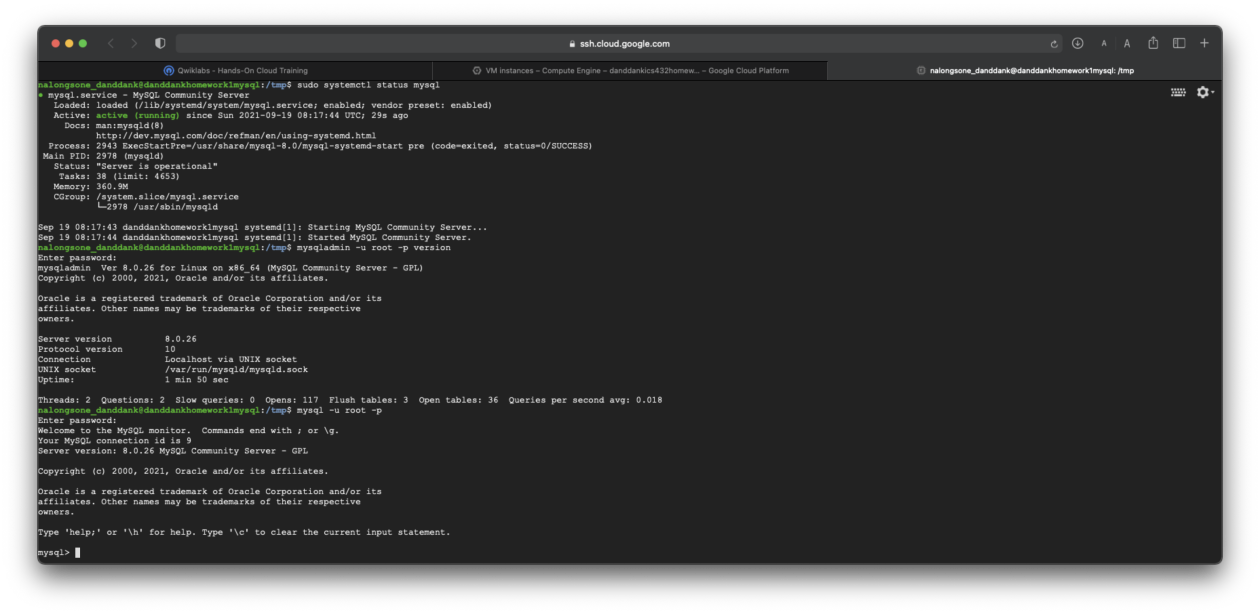 ssh.cloud.google.com
A A
Qwiklabs - Hands-On Cloud Training
VM instances – Compute Engine – danddankics432homew... – Google Cloud Platform
nalongsone_danddank@danddankhomework1mysql: /tmp
nalongsone_danddank@danddankhomework1mysql:/tmp$ sudo systemctl status mysql
● mysql.service - MySQL Community Server
Loaded: loaded (/lib/systemd/system/mysql.service; enabled; vendor preset: enabled)
Active: active (running) since Sun 2021-09-19 08:17:44 UTC; 29s ago
Docs: man:mysqld(8)
http://dev.mysql.com/doc/refman/en/using-systemd.html
Process: 2943 ExecStartPre=/usr/share/mysql-8.0/mysql-systemd-start pre (code=exited, status=0/SUCCESS)
Main PID: 2978 (mysqld)
Status: "Server is operational"
Tasks: 38 (limit: 4653)
Memory: 360.9M
CGroup: /system.slice/mysql.service
└─2978 /usr/sbin/mysqld
Sep 19 08:17:43 danddankhomework1mysql systemd[1]: Starting MySQL Community Server...
Sep 19 08:17:44 danddankhomework1mysql systemd[1]: Started MySQL Community Server.
nalongsone_danddank@danddankhomework1mysql:/tmp$ mysqladmin -u root -p version
Enter password:
mysqladmin  Ver 8.0.26 for Linux on x86_64 (MySQL Community Server - GPL)
Copyright (c) 2000, 2021, Oracle and/or its affiliates.
Oracle is a registered trademark of Oracle Corporation and/or its
affiliates. Other names may be trademarks of their respective
owners.
Server version 8.0.26
Protocol version 10
Connection Localhost via UNIX socket
UNIX socket /var/run/mysqld/mysqld.sock
Uptime: 1 min 50 sec
Threads: 2  Questions: 2  Slow queries: 0  Opens: 117  Flush tables: 3  Open tables: 36  Queries per second avg: 0.018
nalongsone_danddank@danddankhomework1mysql:/tmp$ mysql -u root -p
Enter password:
Welcome to the MySQL monitor.  Commands end with ; or \g.
Your MySQL connection id is 9
Server version: 8.0.26 MySQL Community Server - GPL
Copyright (c) 2000, 2021, Oracle and/or its affiliates.
Oracle is a registered trademark of Oracle Corporation and/or its
affiliates. Other names may be trademarks of their respective
owners.
Type 'help;' or '\h' for help. Type '\c' to clear the current input statement.
mysql>